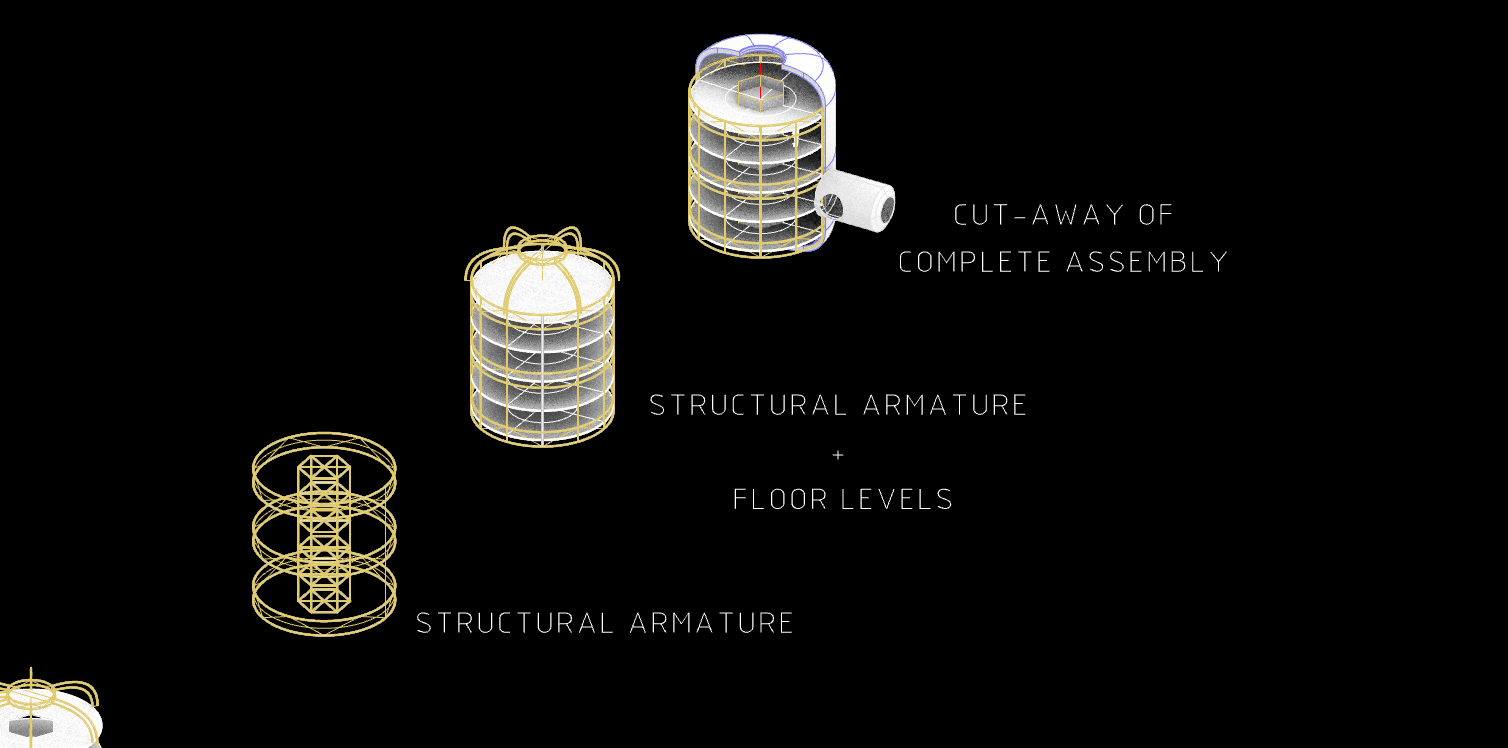 CUT-AWAY OF
COMPLETE ASSEMBLY
STRUCTURAL ARMATURE
+
FLOOR LEVELS
STRUCTURAL ARMATURE